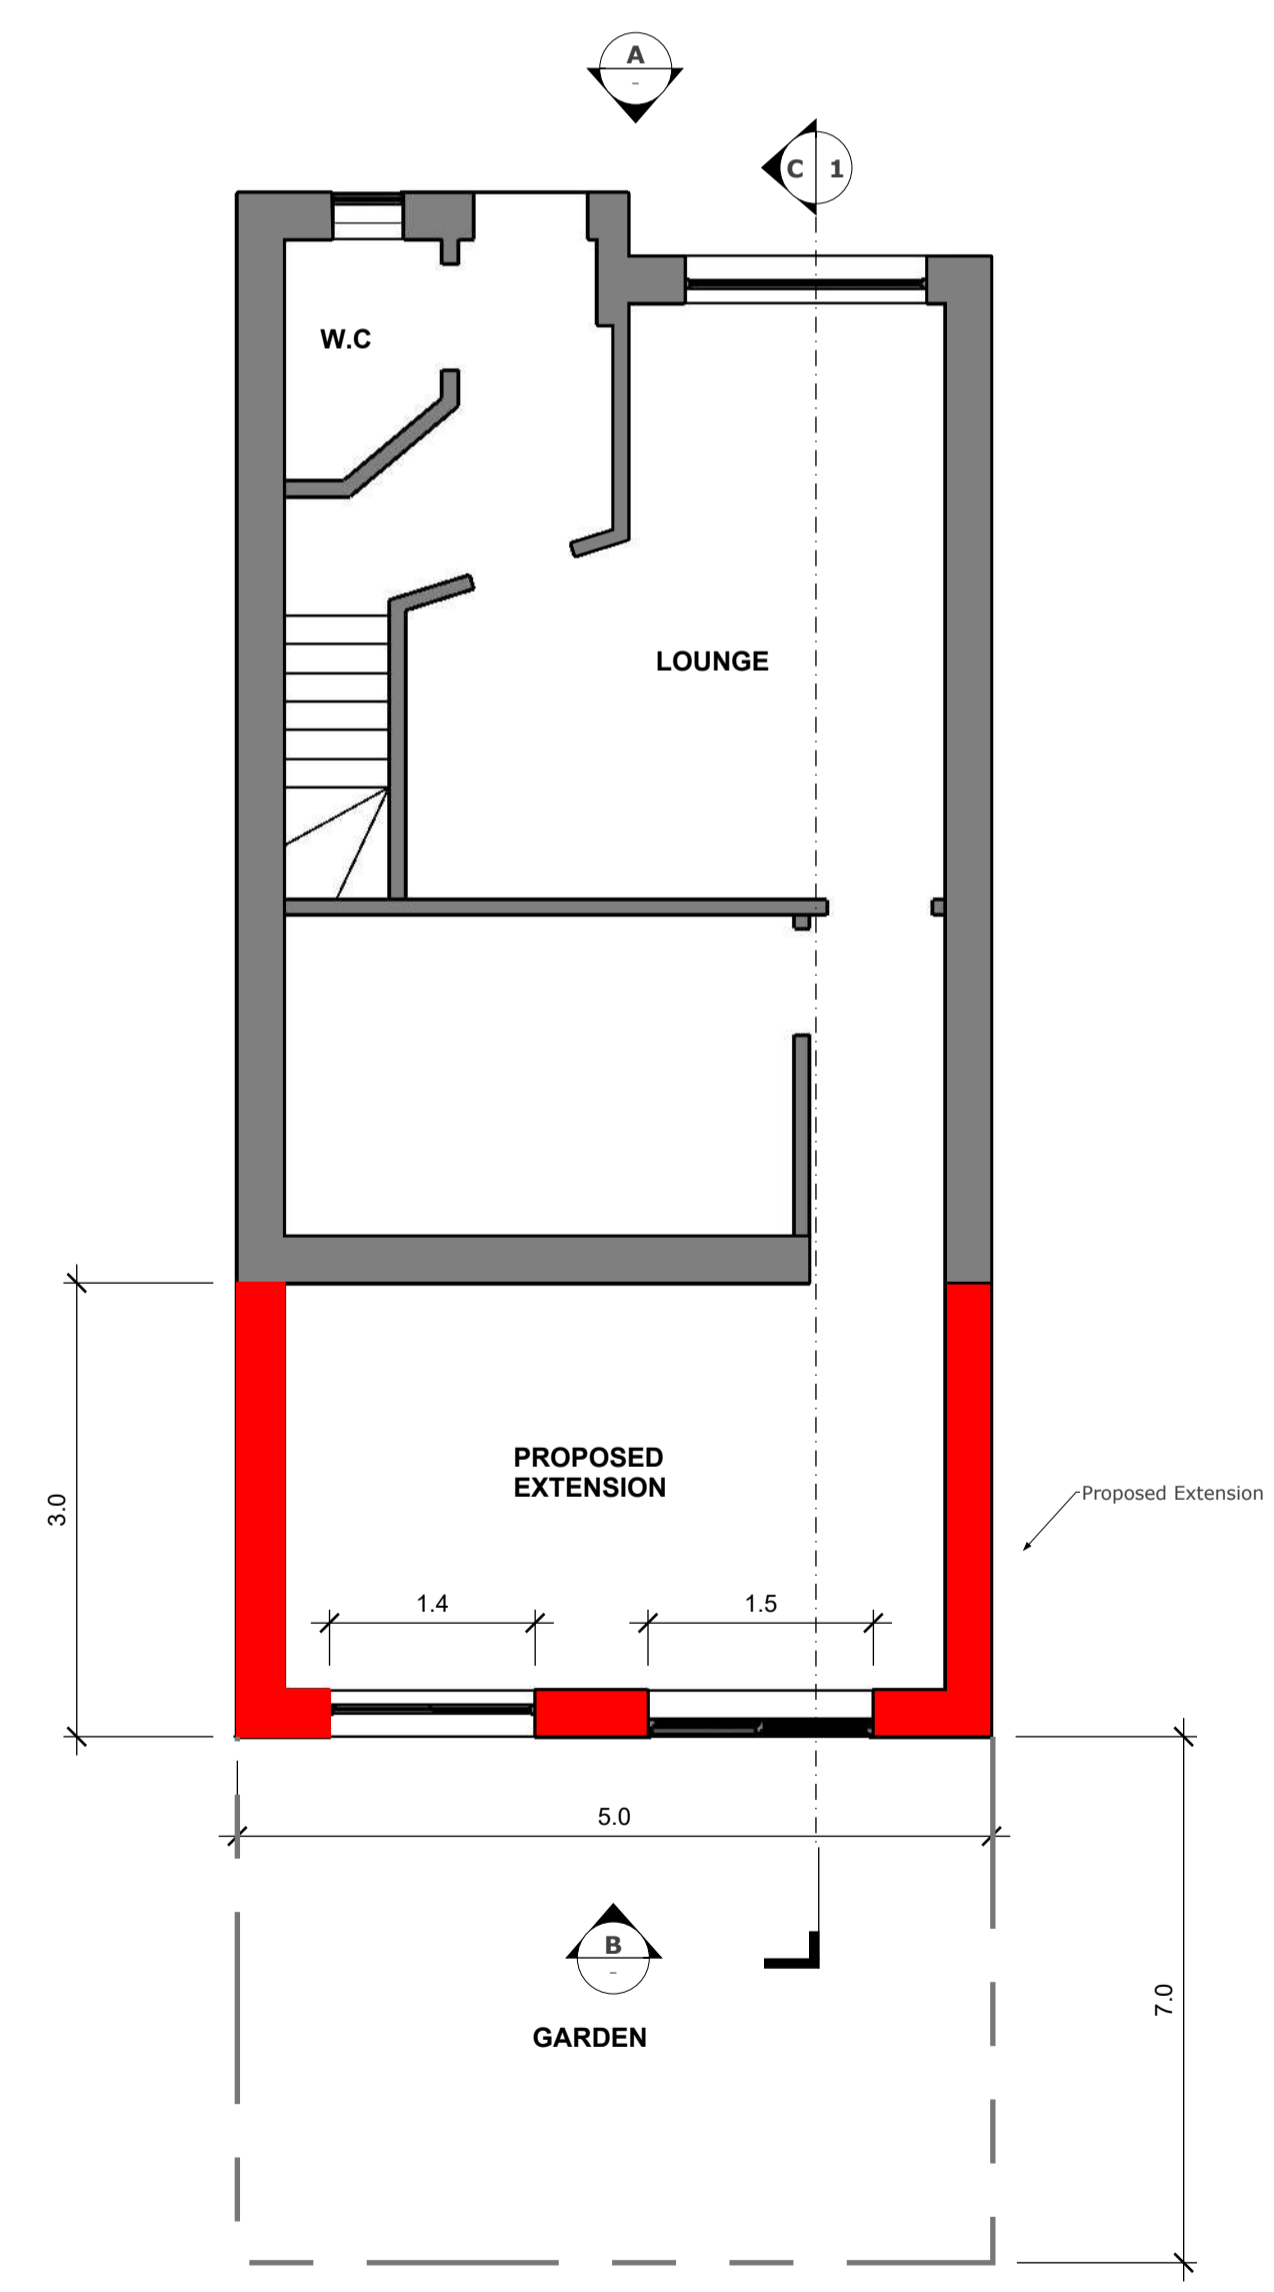 A
-
C 1
W.C
LOUNGE
PROPOSED
EXTENSION
Proposed Extension
3.0
1.4
1.5
5.0
B
-
7.0
GARDEN